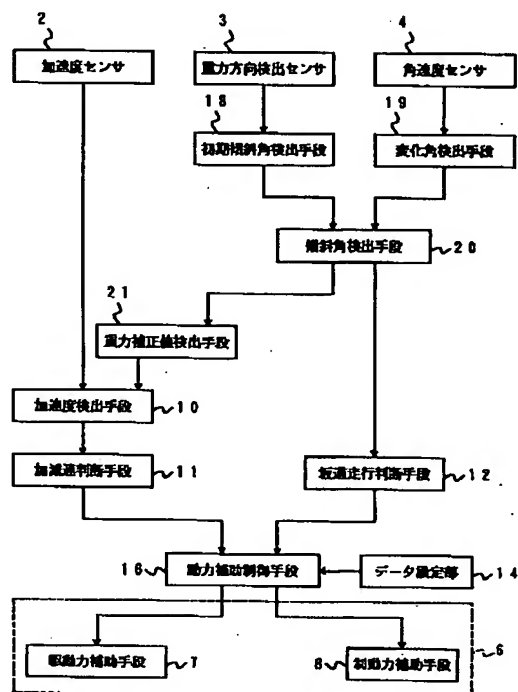 2
3
4
加速度センサ
重力方向検出センサ
角速度センサ
18
19
初期傾斜角検出手段
変化角検出手段
傾斜角検出手段
20
21
重力補正値検出手段
加速度検出手段
10
加減速判断手段
11
坂道走行判断手段
12
16
動力補助制御手段
データ設定部
14
駆動力補助手段
7
8
制動力補助手段
6